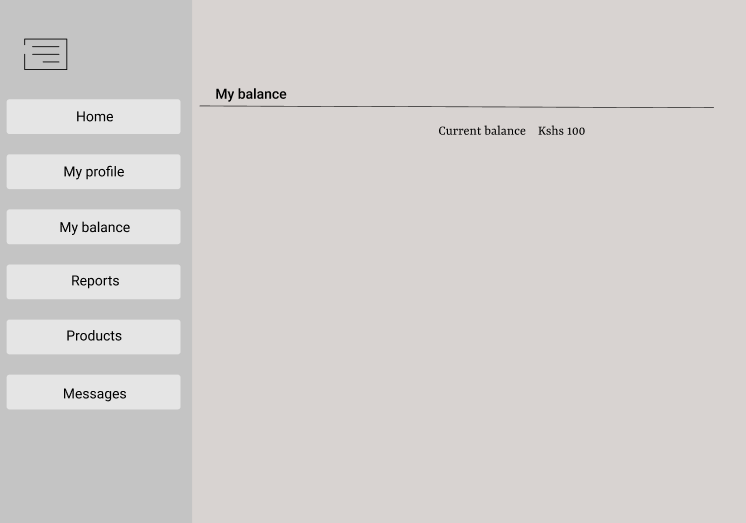 Home
My profile
My balance
Reports
Products
Messages
My balance
Current balance Kshs 100